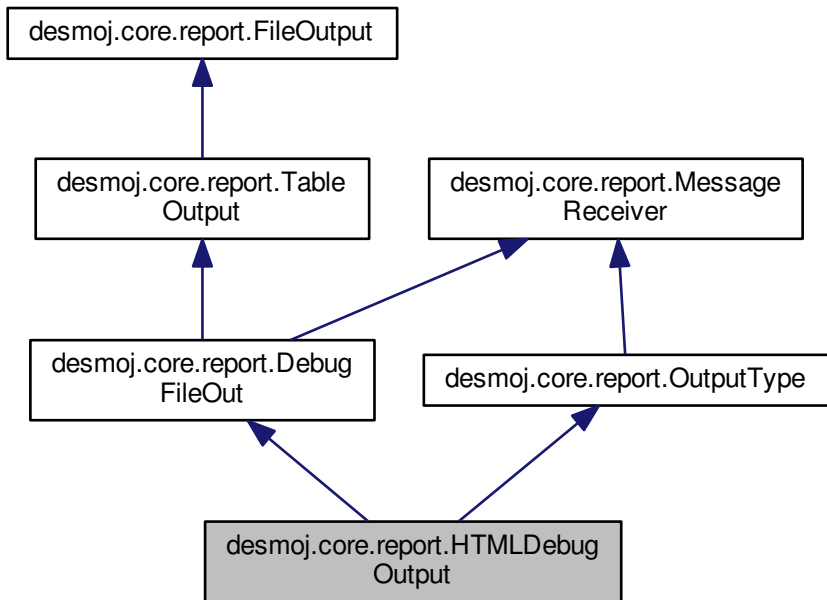 desmoj.core.report.FileOutput
desmoj.core.report.Table
Output
desmoj.core.report.Message
Receiver
desmoj.core.report.Debug
FileOut
desmoj.core.report.OutputType
desmoj.core.report.HTMLDebug
Output